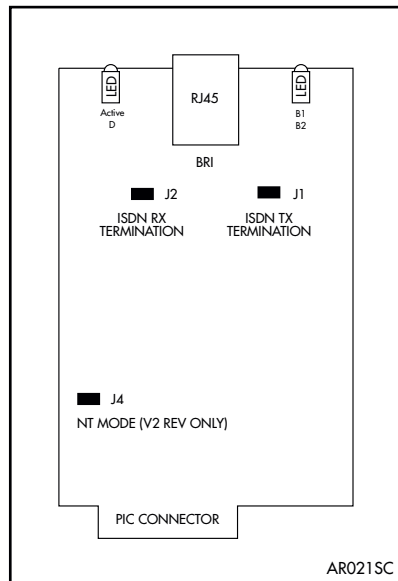 LED
RJ45
LED
Active
D
B1
B2
BRI
J2
J1
ISDN RX
TERMINATION
ISDN TX
TERMINATION
J4
NT MODE (V2 REV ONLY)
PIC CONNECTOR
AR021SC